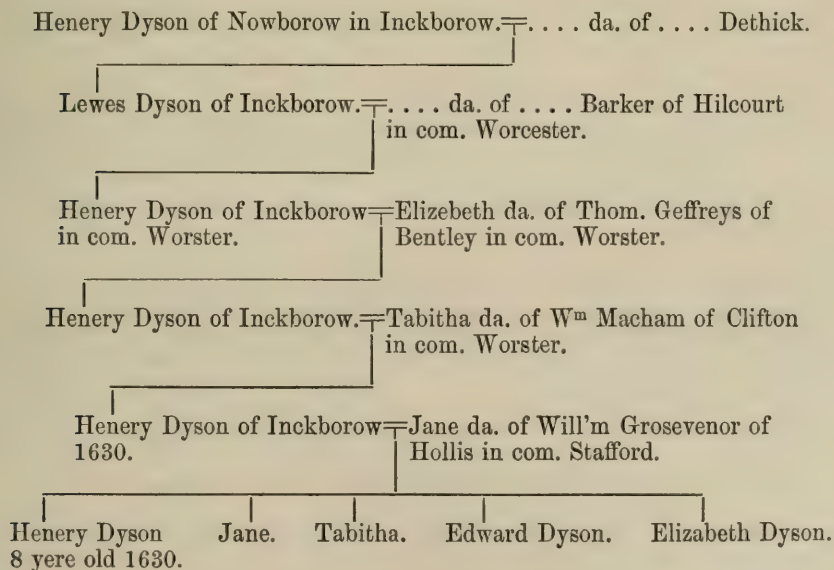 Henery Dyson of Nowborow in Inckborow.=. . . . da. of . . . . Dethick.
Lewes Dyson of Inckborow.=. . . . da. of . . . . Barker of Hilcourt
in com. Worcester.
Henery Dyson of Inckborow=Elizebeth da. of Thom. Geffreys of
in com. Worster. Bentley in com. Worster.
Henery Dyson of Inckborow.=Tabitha da. of Wᵐ Macham of Clifton
in com. Worster.
Henery Dyson of Inckborow=Jane da. of Will'm Grosevenor of
1630. Hollis in com. Stafford.
Henery Dyson Jane. Tabitha. Edward Dyson. Elizabeth Dyson.
8 yere old 1630.